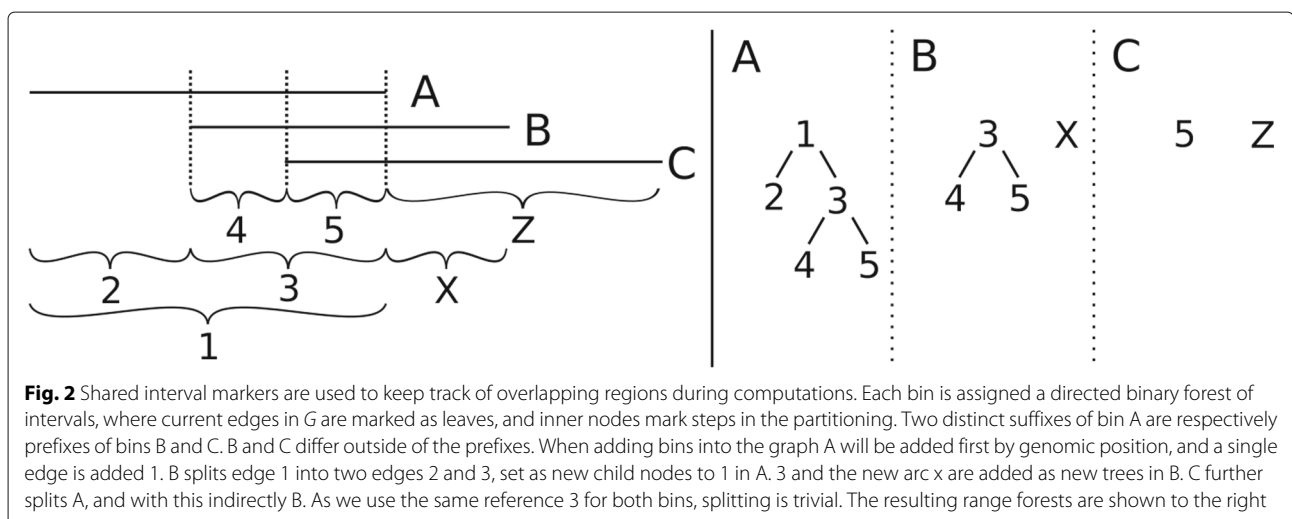 A
B
C
4 5 Z
2 3 X
1
A B C
1 3 X 5 Z
2 3 4 5
4 5
Fig. 2 Shared interval markers are used to keep track of overlapping regions during computations. Each bin is assigned a directed binary forest of
intervals, where current edges in G are marked as leaves, and inner nodes mark steps in the partitioning. Two distinct suffixes of bin A are respectively
prefixes of bins B and C. B and C differ outside of the prefixes. When adding bins into the graph A will be added first by genomic position, and a single
edge is added 1. B splits edge 1 into two edges 2 and 3, set as new child nodes to 1 in A. 3 and the new arc x are added as new trees in B. C further
splits A, and with this indirectly B. As we use the same reference 3 for both bins, splitting is trivial. The resulting range forests are shown to the right